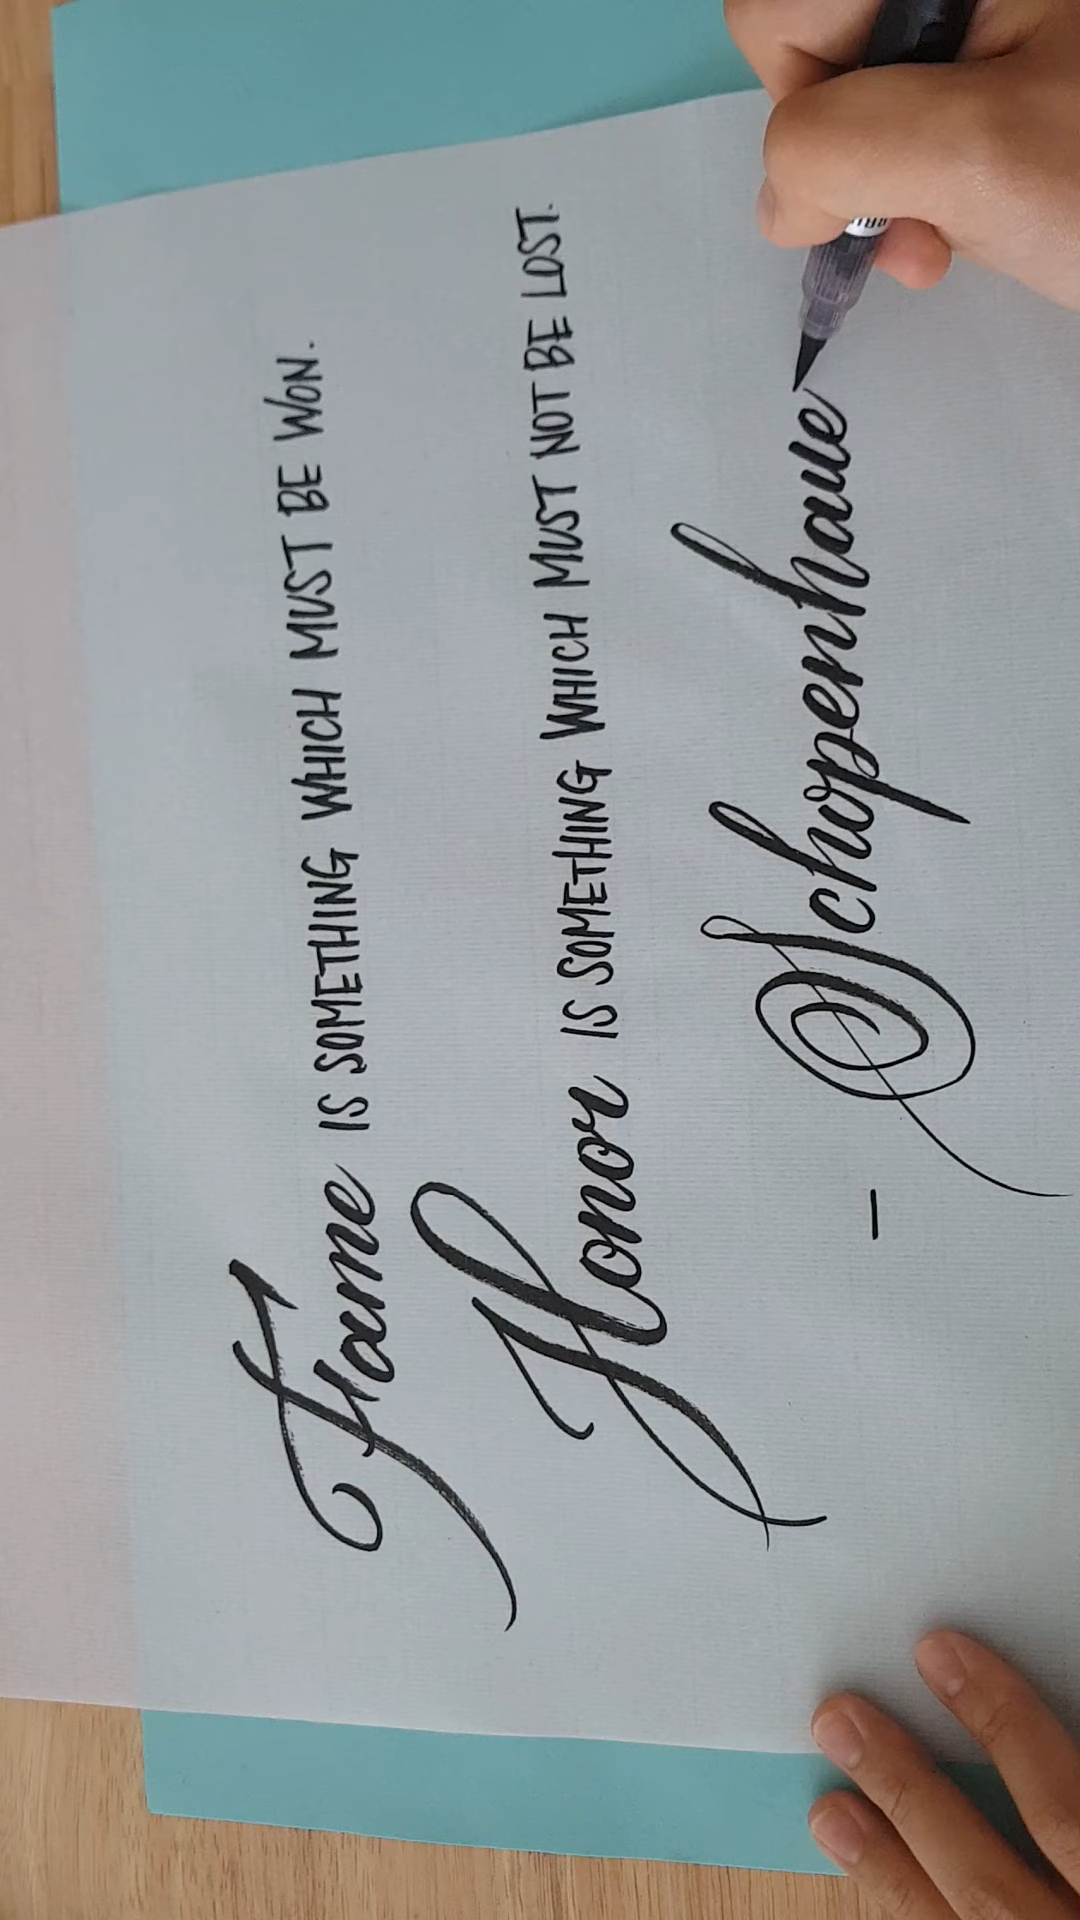 Fame IS SOMETHING WHICH MUST BE WON.
Honor IS SOMETHING WHICH MUST NOT BE LOST.
- Schopenhaue